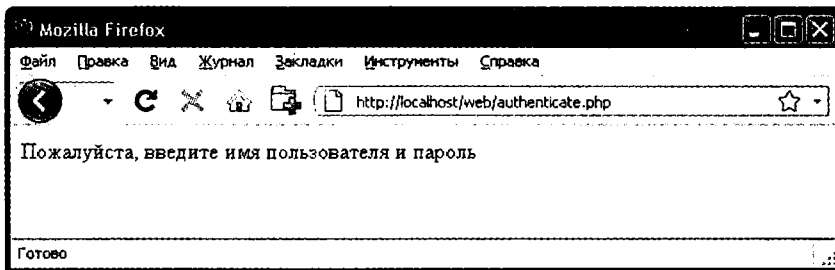 Mozilla Firefox
Файл Правка Вид Журнал Закладки Инструменты Справка
http://localhost/web/authenticate.php
Пожалуйста, введите имя пользователя и пароль
Готово